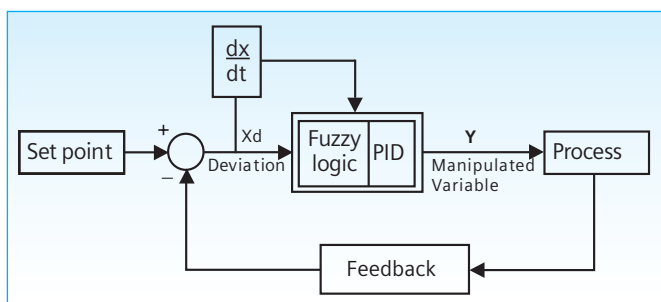 dx
dt
Set point
+
−
Xd
Deviation
Fuzzy
logic
PID
Y
Manipulated
Variable
Process
Feedback